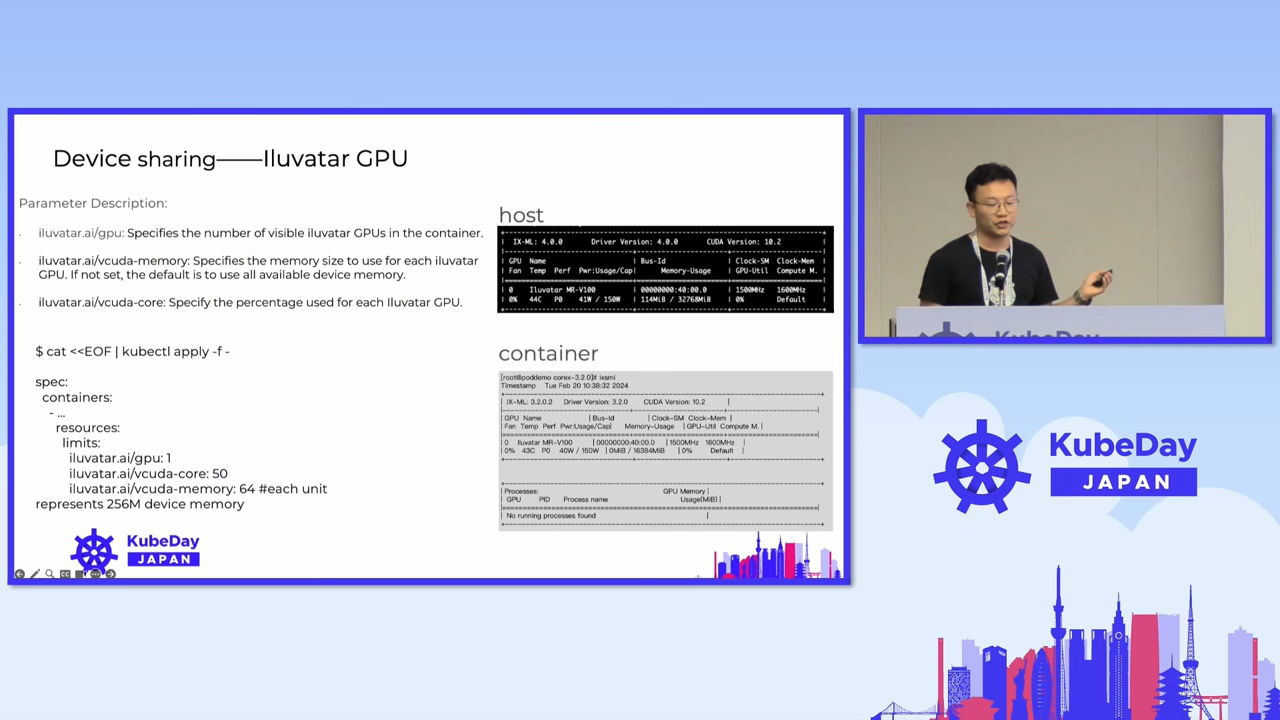 Device sharing——Iluvatar GPU
Parameter Description:
· iluvatar.ai/gpu: Specifies the number of visible iluvatar GPUs in the container.
· iluvatar.ai/vcuda-memory: Specifies the memory size to use for each iluvatar
GPU. If not set, the default is to use all available device memory.
· iluvatar.ai/vcuda-core: Specify the percentage used for each Iluvatar GPU.
$ cat <<EOF | kubectl apply -f -
spec:
containers:
- ...
resources:
limits:
iluvatar.ai/gpu: 1
iluvatar.ai/vcuda-core: 50
iluvatar.ai/vcuda-memory: 64 #each unit
represents 256M device memory
KubeDay
JAPAN
host
| IX-ML: 4.0.0 Driver Version: 4.0.0 CUDA Version: 10.2 |
| GPU Name | Bus-Id | Clock-SM Clock-Mem |
| Fan Temp Perf Pwr:Usage/Cap| Memory-Usage | GPU-Util Compute M. |
| 0 Iluvatar MR-V100 | 00000000:40:00.0 | 1500MHz 1600MHz |
| 0% 44C P0 41W / 150W | 114MiB / 32768MiB | 0% Default |
container
[root@poddemo corex-3.2.0]# ixsmi
Timestamp Tue Feb 20 10:38:32 2024
| IX-ML: 3.2.0.2 Driver Version: 3.2.0 CUDA Version: 10.2 |
| GPU Name | Bus-Id | Clock-SM Clock-Mem |
| Fan Temp Perf Pwr:Usage/Cap| Memory-Usage | GPU-Util Compute M. |
| 0 Iluvatar MR-V100 | 00000000:40:00.0 | 1500MHz 1600MHz |
| 0% 43C P0 40W / 150W | 0MiB / 16384MiB | 0% Default |
| Processes: GPU Memory |
| GPU PID Process name Usage(MiB) |
| No running processes found |
KubeDay
KubeDay
JAPAN